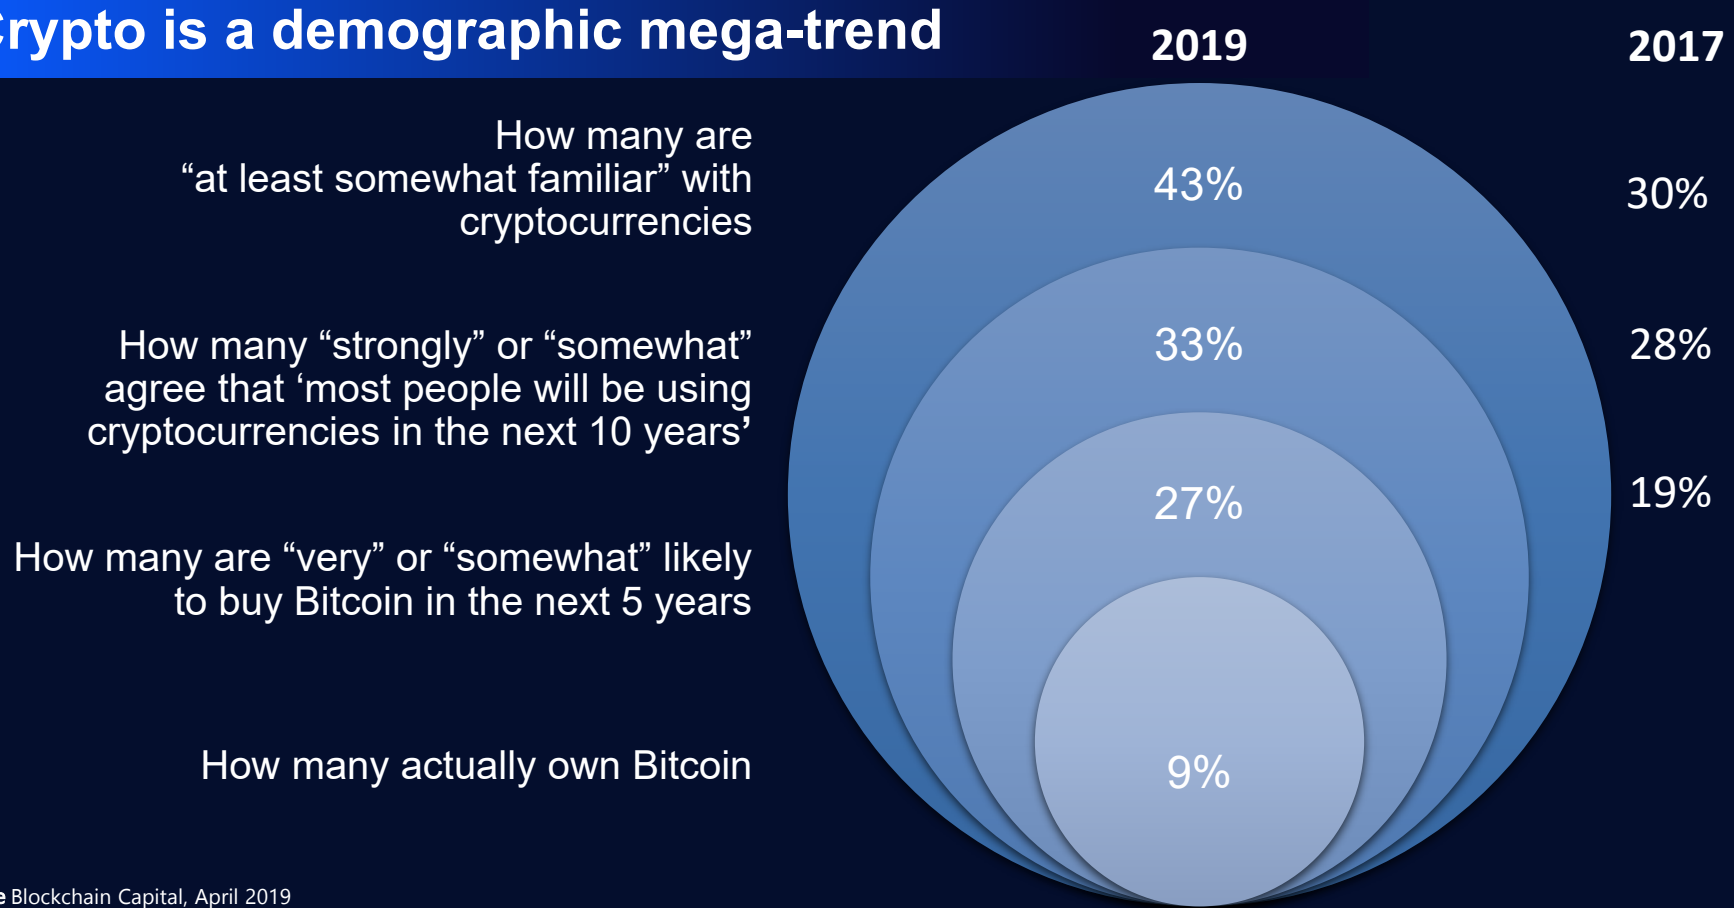 Crypto is a demographic mega-trend
2019
2017
How many are
“at least somewhat familiar” with
cryptocurrencies
43%
30%
How many “strongly” or “somewhat”
agree that ‘most people will be using
cryptocurrencies in the next 10 years’
33%
28%
How many are “very” or “somewhat” likely
to buy Bitcoin in the next 5 years
27%
19%
How many actually own Bitcoin
9%
e Blockchain Capital, April 2019